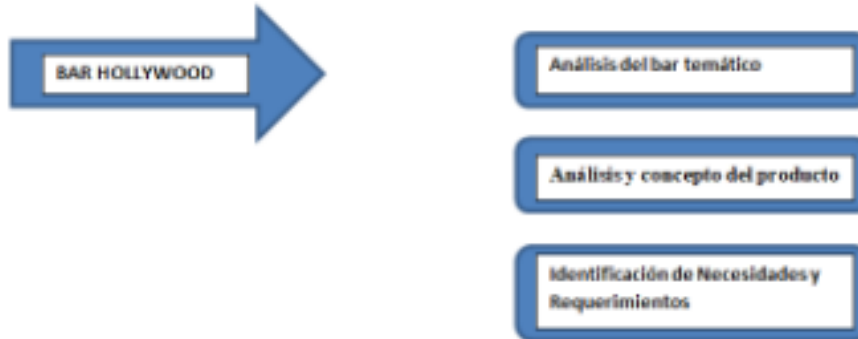 BAR HOLLYWOOD
Análisis del bar temático
Análisis y concepto del producto
Identificación de Necesidades y
Requerimientos